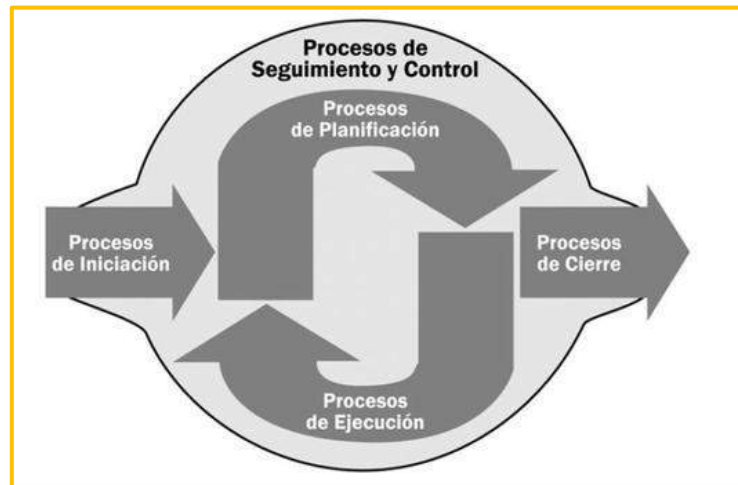 Procesos de
Seguimiento y Control
Procesos
de Planificación
Procesos
de Iniciación
Procesos
de Cierre
Procesos
de Ejecución